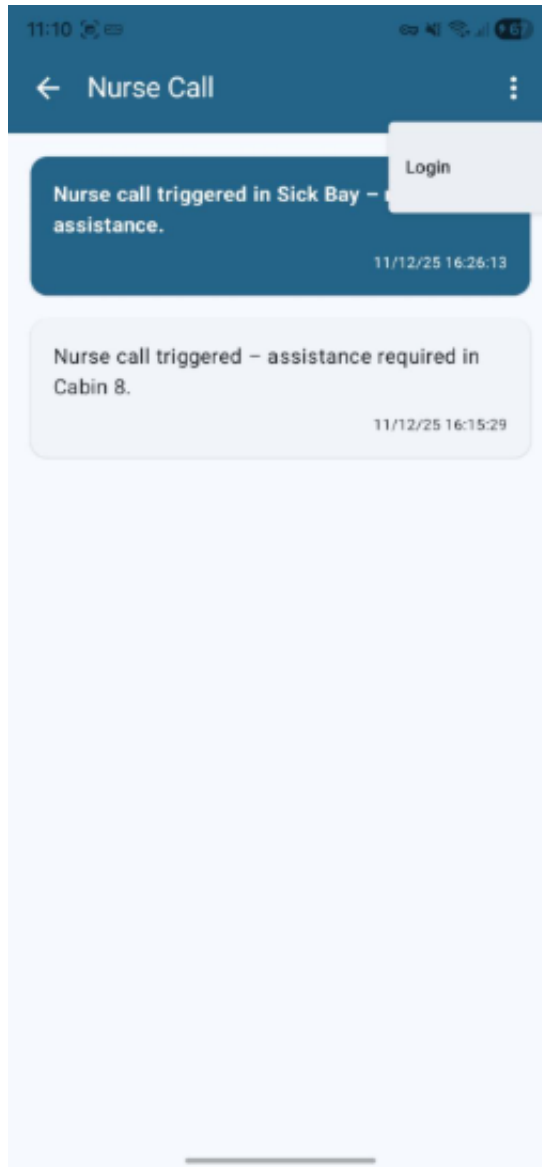 11:10
Nurse Call
Login
Nurse call triggered in Sick Bay –
assistance.
11/12/25 16:26:13
Nurse call triggered – assistance required in
Cabin 8.
11/12/25 16:15:29